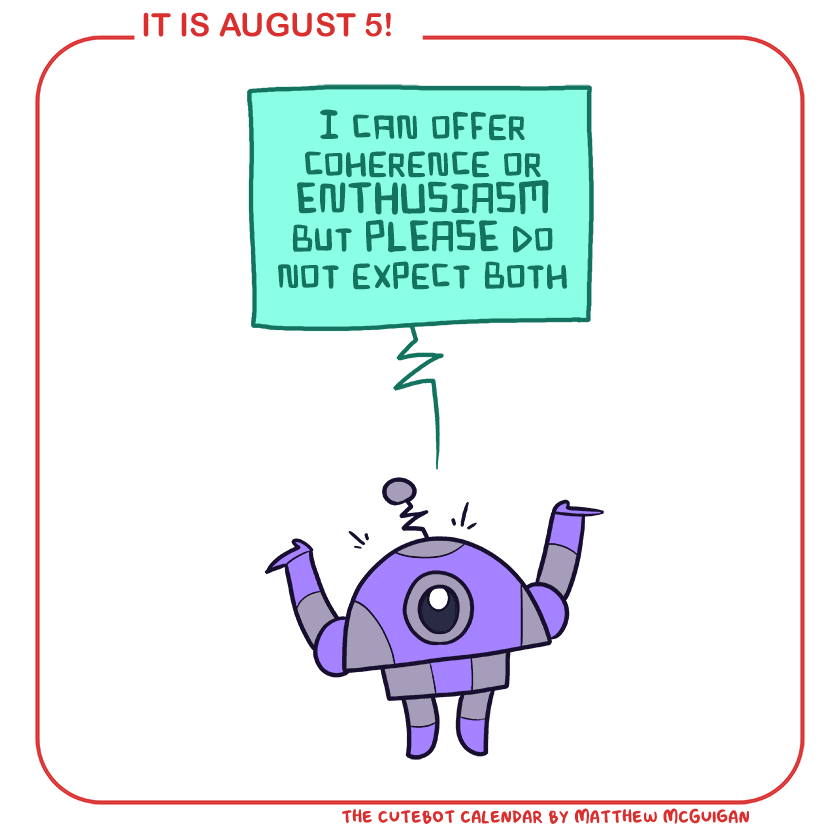 IT IS AUGUST 5!
I CAN OFFER
COHERENCE OR
ENTHUSIASM
BUT PLEASE DO
NOT EXPECT BOTH
THE CUTEBOT CALENDAR BY MATTHEW MCGUIGAN